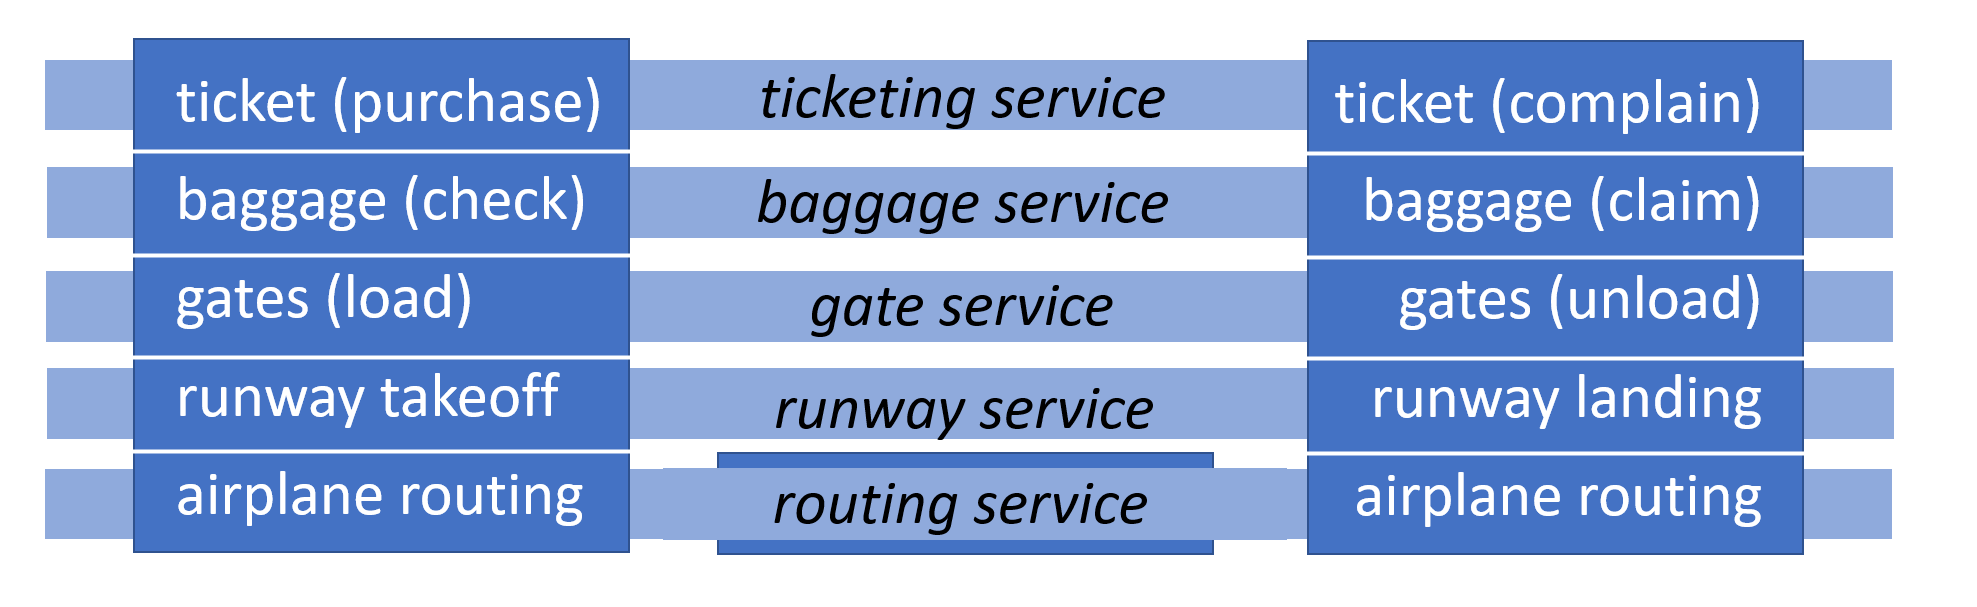 ticket (purchase) ticketing service ticket (complain)
baggage (check) baggage service baggage (claim)
gates (load) gate service gates (unload)
runway takeoff runway service runway landing
airplane routing routing service airplane routing